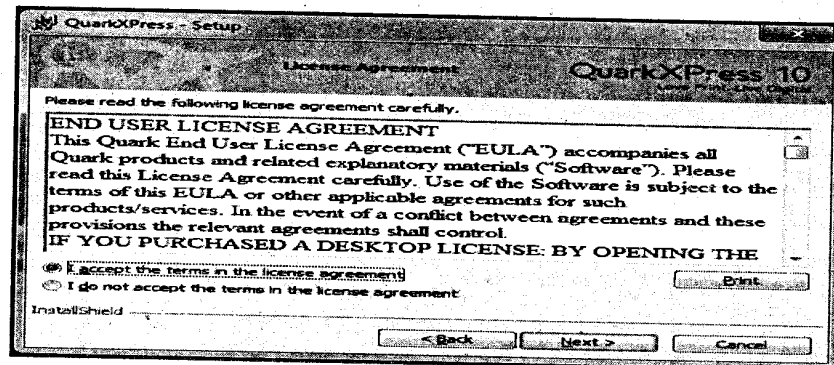 QuarkXPress - Setup
License Agreement
QuarkXPress 10
Love Print. Live Digital.
Please read the following license agreement carefully.
END USER LICENSE AGREEMENT
This Quark End User License Agreement ("EULA") accompanies all
Quark products and related explanatory materials ("Software"). Please
read this License Agreement carefully. Use of the Software is subject to the
terms of this EULA or other applicable agreements for such
products/services. In the event of a conflict between agreements and these
provisions the relevant agreements shall control.
IF YOU PURCHASED A DESKTOP LICENSE: BY OPENING THE
I accept the terms in the license agreement
I do not accept the terms in the license agreement
Print
InstallShield
< Back
Next >
Cancel